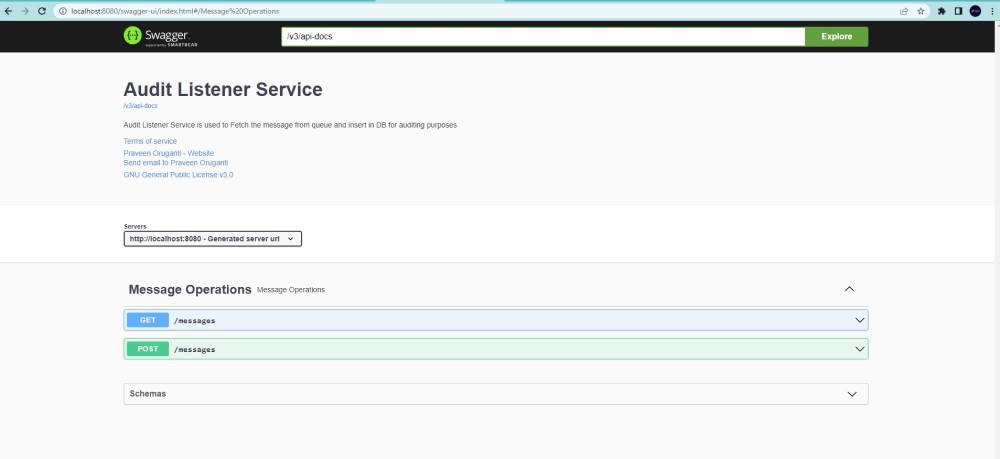 localhost:8080/swagger-ui/index.html#/Message%20Operations
Swagger
Supported by SMARTBEAR
/v3/api-docs
Explore
Audit Listener Service
/v3/api-docs
Audit Listener Service is used to Fetch the message from queue and insert in DB for auditing purposes
Terms of service
Praveen Oruganti - Website
Send email to Praveen Oruganti
GNU General Public License v3.0
Servers
http://localhost:8080 - Generated server url
Message Operations Message Operations
GET /messages
POST /messages
Schemas